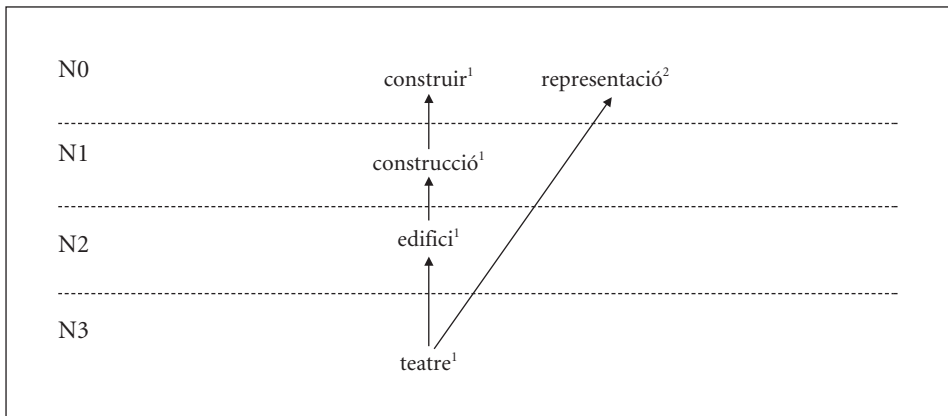 N0
construir¹ representació²
N1
construcció¹
edifici¹
N2
N3
teatre¹